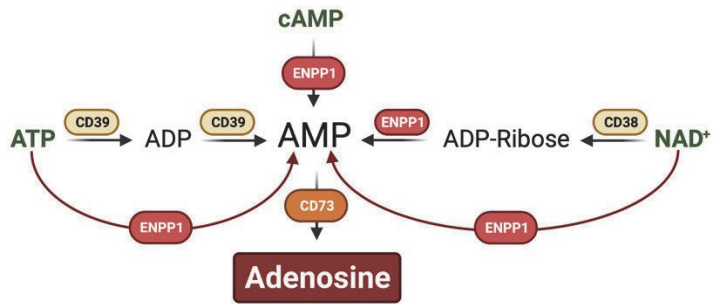 cAMP
ENPP1
CD39 CD39 ENPP1 CD38
ATP ADP AMP ADP-Ribose NAD⁺
CD73
ENPP1 ENPP1
Adenosine